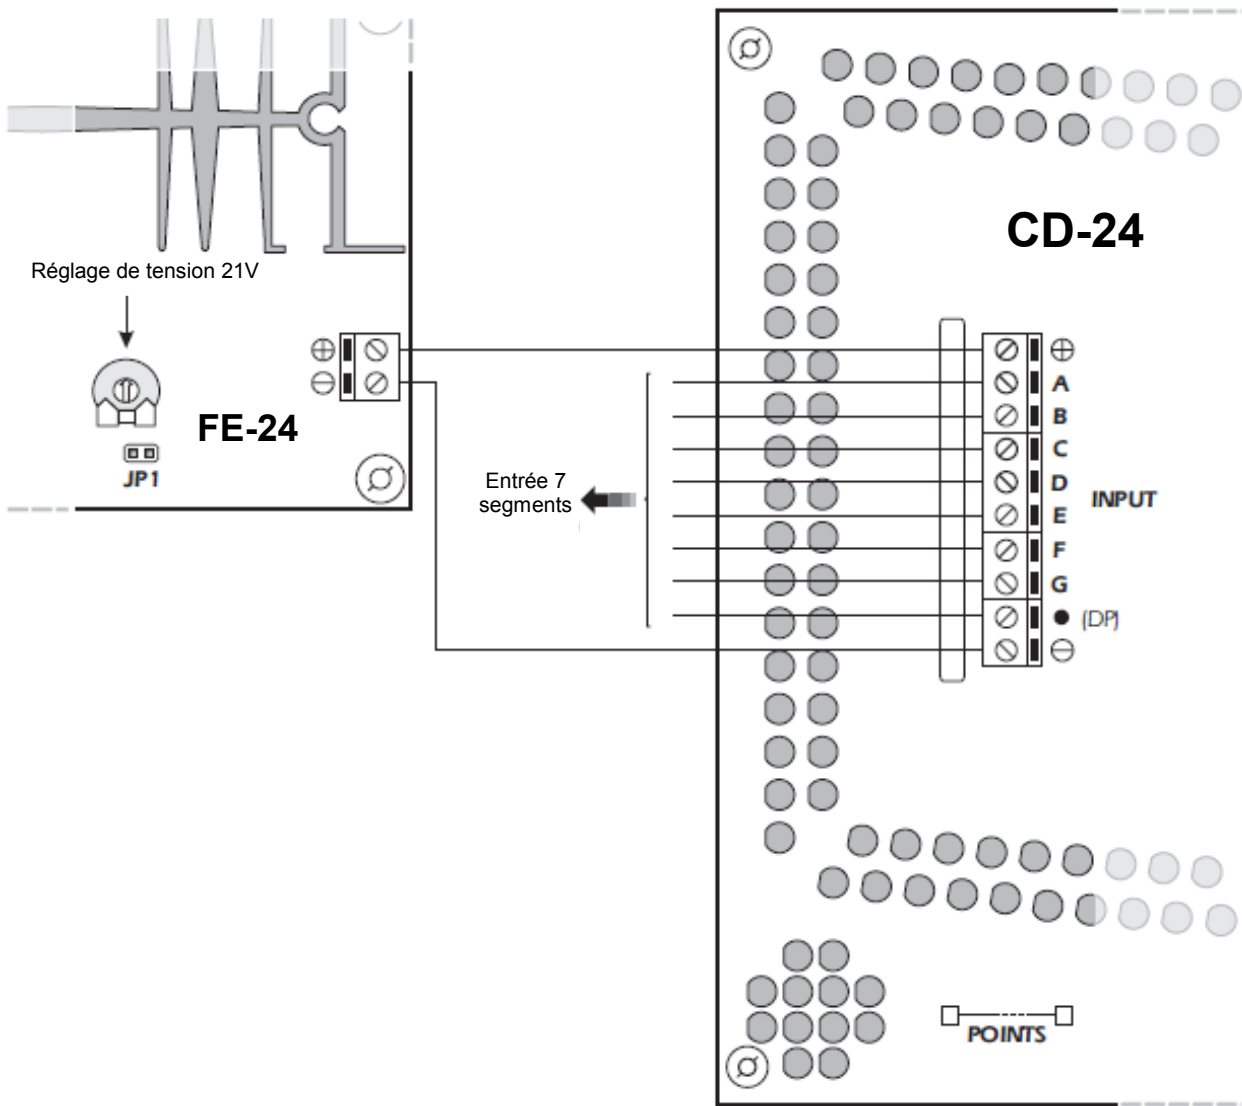 CD-24
Réglage de tension 21V
FE-24
JP1
Entrée 7
segments
A
B
C
D
E
F
G
(DP)
INPUT
POINTS